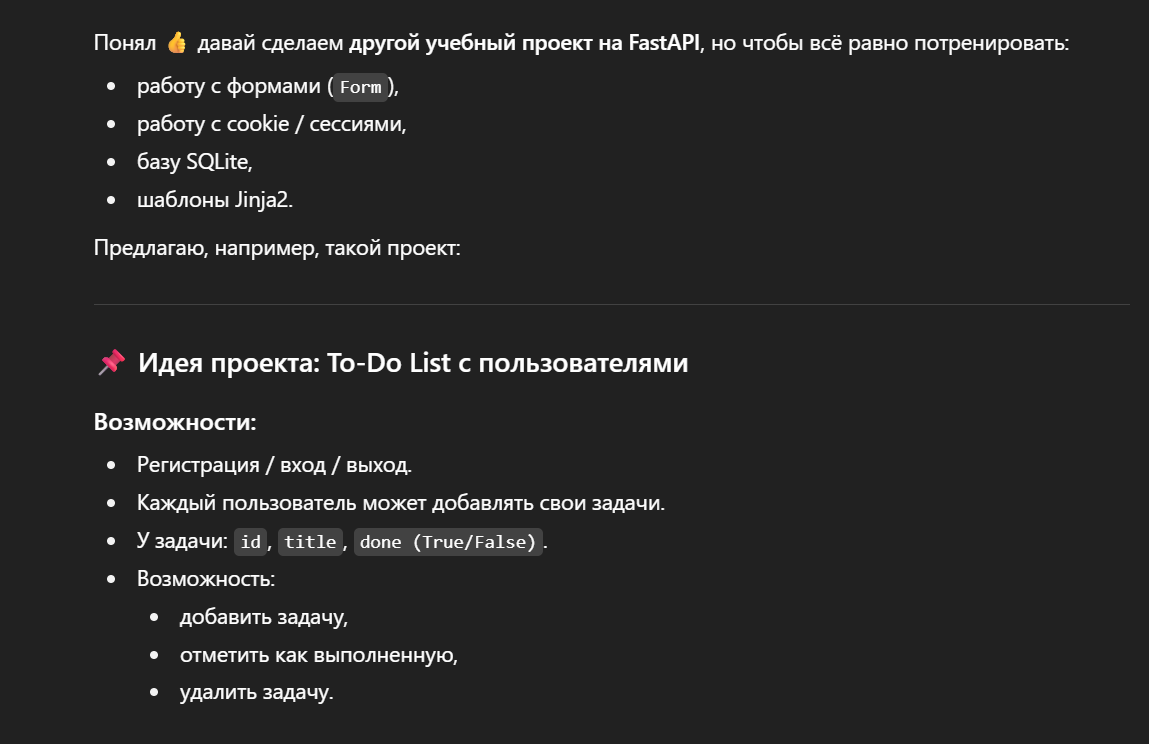 Понял 👍 давай сделаем другой учебный проект на FastAPI, но чтобы всё равно потренировать:
• работу с формами (Form),
• работу с cookie / сессиями,
• базу SQLite,
• шаблоны Jinja2.
Предлагаю, например, такой проект:
📌 Идея проекта: To-Do List с пользователями
Возможности:
• Регистрация / вход / выход.
• Каждый пользователь может добавлять свои задачи.
• У задачи: id, title, done (True/False).
• Возможность:
• добавить задачу,
• отметить как выполненную,
• удалить задачу.